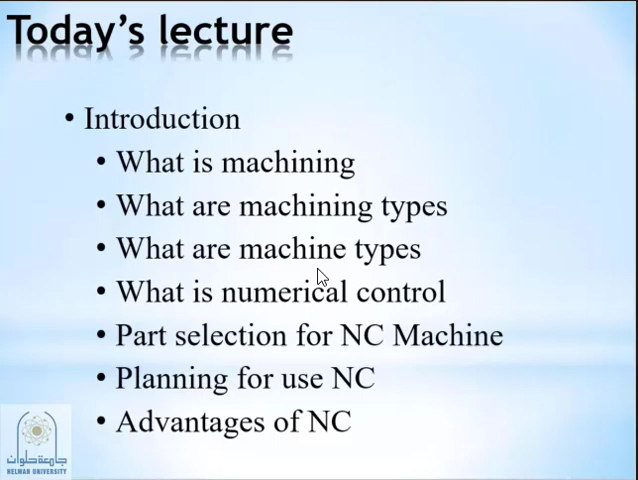 Today's lecture
• Introduction
• What is machining
• What are machining types
• What are machine types
• What is numerical control
• Part selection for NC Machine
• Planning for use NC
• Advantages of NC
جامعة حلوان
HELWAN UNIVERSITY